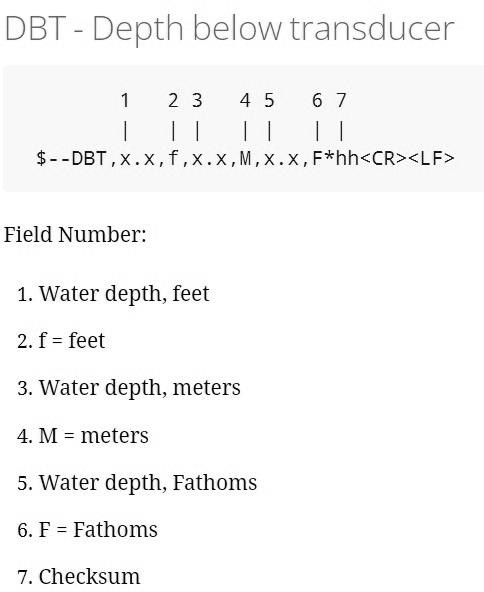 DBT - Depth below transducer
1 2 3 4 5 6 7
| | | | | | |
$--DBT,x.x,f,x.x,M,x.x,F*hh<CR><LF>
Field Number:
1. Water depth, feet
2. f = feet
3. Water depth, meters
4. M = meters
5. Water depth, Fathoms
6. F = Fathoms
7. Checksum